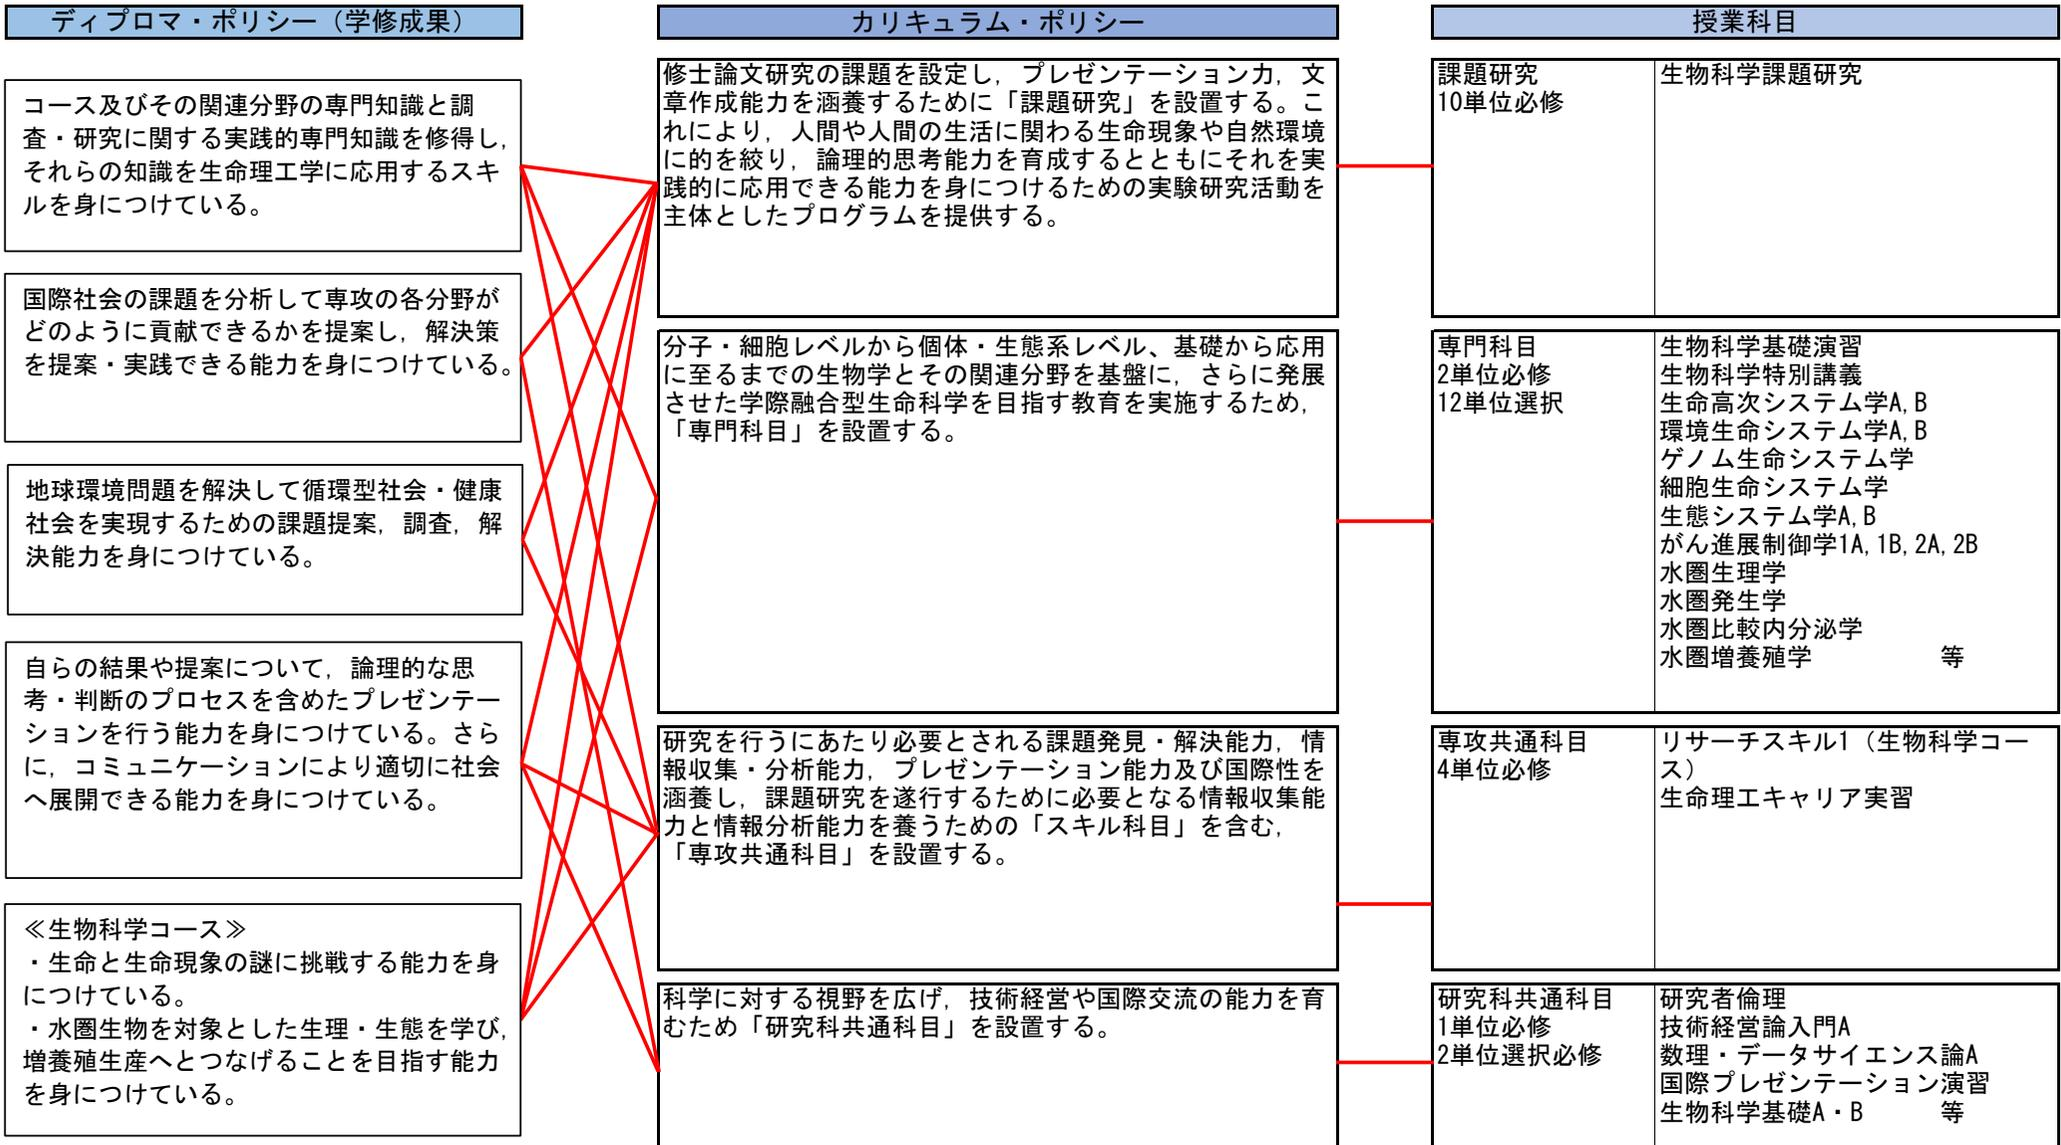 ディプロマ・ポリシー（学修成果）
コース及びその関連分野の専門知識と調
査・研究に関する実践的専門知識を修得し，
それらの知識を生命理工学に応用するスキ
ルを身につけている。
国際社会の課題を分析して専攻の各分野が
どのように貢献できるかを提案し，解決策
を提案・実践できる能力を身につけている。
地球環境問題を解決して循環型社会・健康
社会を実現するための課題提案，調査，解
決能力を身につけている。
自らの結果や提案について，論理的な思
考・判断のプロセスを含めたプレゼンテー
ションを行う能力を身につけている。さら
に，コミュニケーションにより適切に社会
へ展開できる能力を身につけている。
≪生物科学コース≫
・生命と生命現象の謎に挑戦する能力を身
につけている。
・水圏生物を対象とした生理・生態を学び，
増養殖生産へとつなげることを目指す能力
を身につけている。
カリキュラム・ポリシー
修士論文研究の課題を設定し，プレゼンテーション力，文
章作成能力を涵養するために「課題研究」を設置する。こ
れにより，人間や人間の生活に関わる生命現象や自然環境
に的を絞り，論理的思考能力を育成するとともにそれを実
践的に応用できる能力を身につけるための実験研究活動を
主体としたプログラムを提供する。
分子・細胞レベルから個体・生態系レベル、基礎から応用
に至るまでの生物学とその関連分野を基盤に，さらに発展
させた学際融合型生命科学を目指す教育を実施するため，
「専門科目」を設置する。
研究を行うにあたり必要とされる課題発見・解決能力，情
報収集・分析能力，プレゼンテーション能力及び国際性を
涵養し，課題研究を遂行するために必要となる情報収集能
力と情報分析能力を養うための「スキル科目」を含む，
「専攻共通科目」を設置する。
科学に対する視野を広げ，技術経営や国際交流の能力を育
むため「研究科共通科目」を設置する。
授業科目
課題研究
10単位必修
生物科学課題研究
専門科目
2単位必修
12単位選択
生物科学基礎演習
生物科学特別講義
生命高次システム学A,B
環境生命システム学A,B
ゲノム生命システム学
細胞生命システム学
生態システム学A,B
がん進展制御学1A,1B,2A,2B
水圏生理学
水圏発生学
水圏比較内分泌学
水圏増養殖学　　　　　等
専攻共通科目
4単位必修
リサーチスキル1（生物科学コー
ス）
生命理工キャリア実習
研究科共通科目
1単位必修
2単位選択必修
研究者倫理
技術経営論入門A
数理・データサイエンス論A
国際プレゼンテーション演習
生物科学基礎A・B　　　等